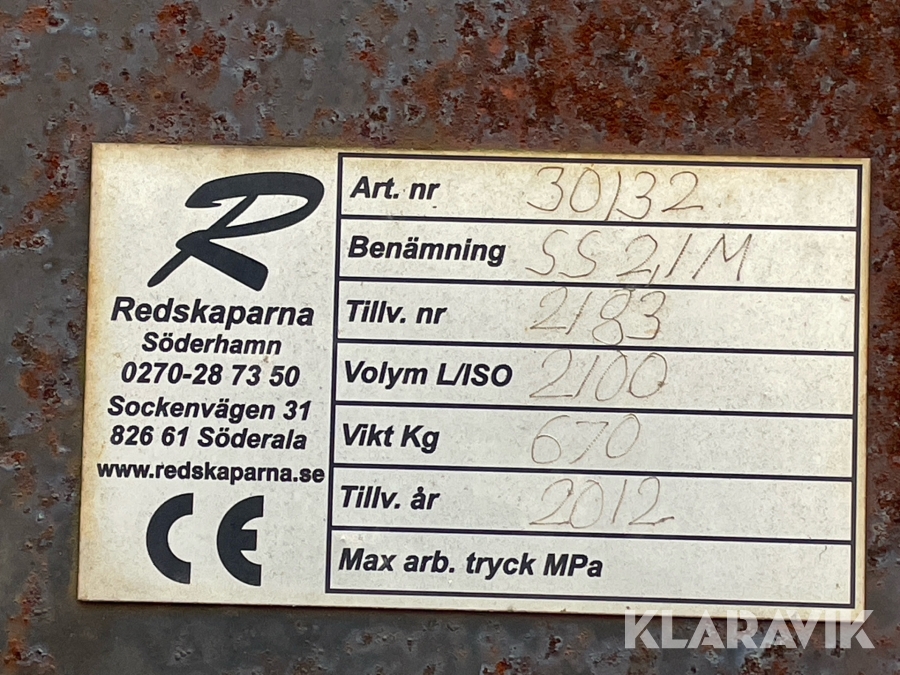 R
Redskaparna
Söderhamn
0270-28 73 50
Sockenvägen 31
826 61 Söderala
www.redskaparna.se
CE
Art. nr 30132
Benämning SS 2,1 M
Tillv. nr 2183
Volym L/ISO 2100
Vikt Kg 670
Tillv. år 2012
Max arb. tryck MPa
KLARAVIK